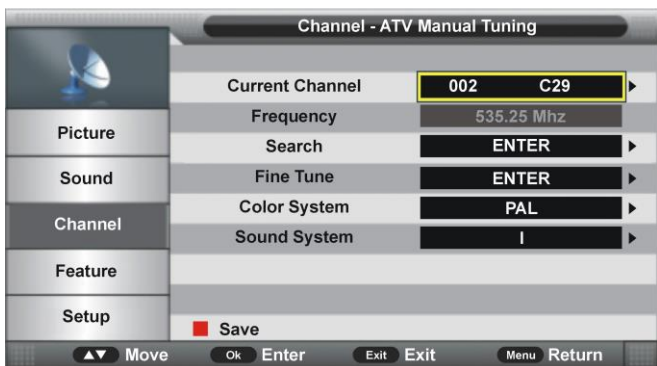 Channel - ATV Manual Tuning
Picture
Sound
Channel
Feature
Setup
Current Channel 002 C29
Frequency 535.25 Mhz
Search ENTER
Fine Tune ENTER
Color System PAL
Sound System I
Save
Move Ok Enter Exit Exit Menu Return